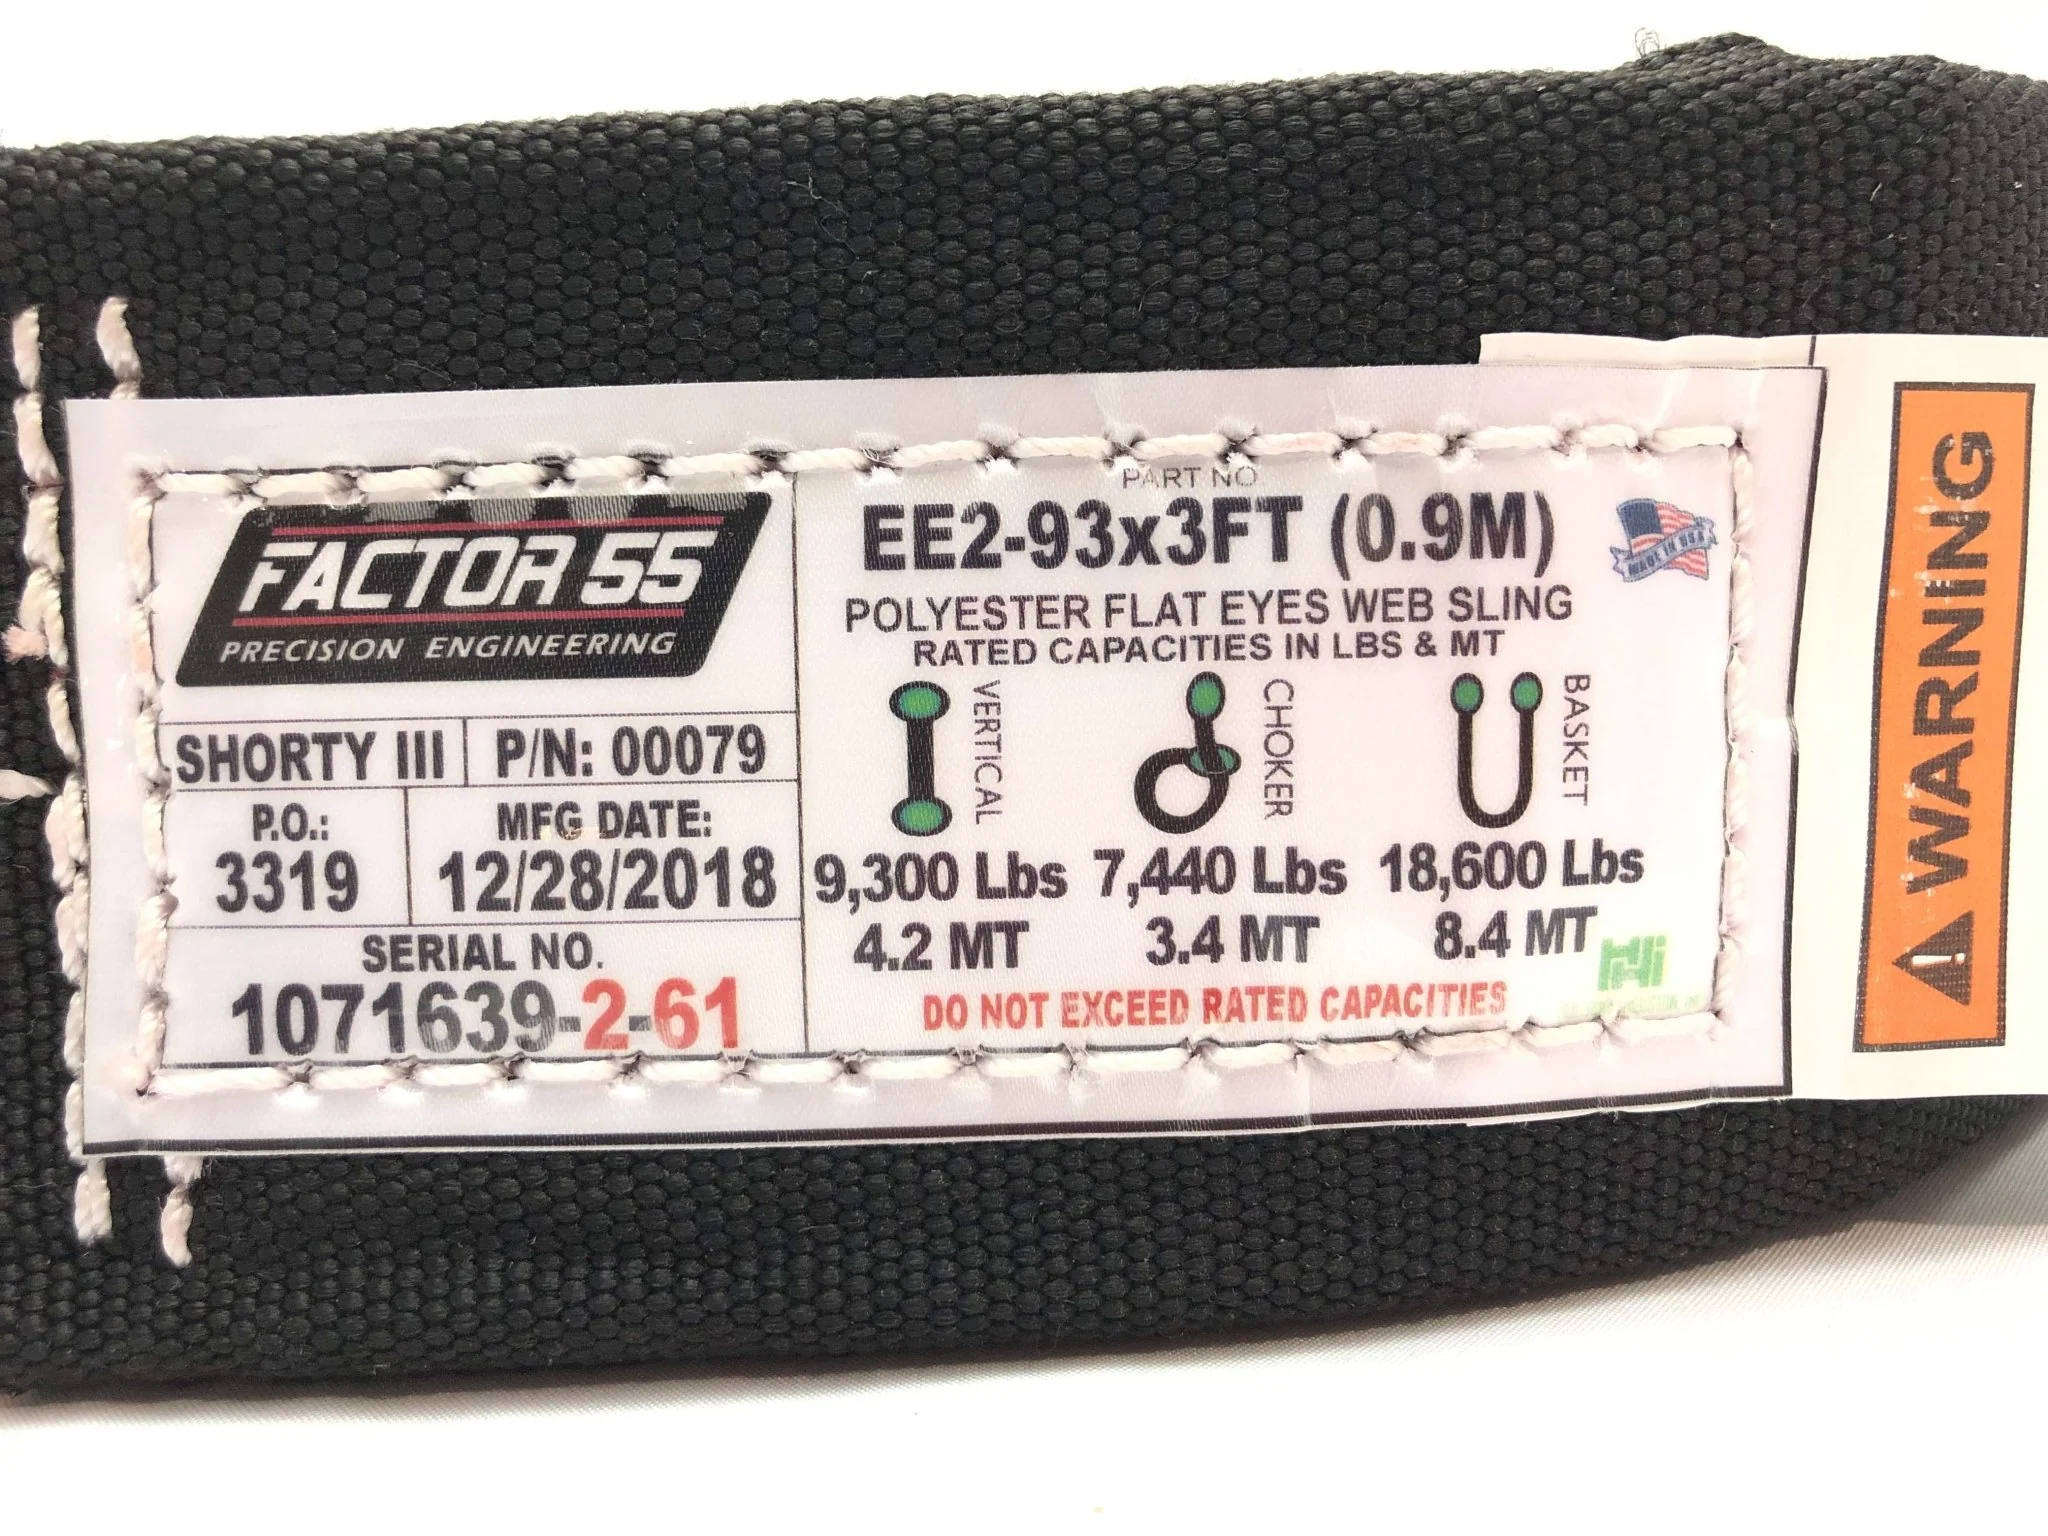 FACTOR 55
PRECISION ENGINEERING
SHORTY III
P/N: 00079
P.O.:
3319
MFG DATE:
12/28/2018
SERIAL NO.
1071639-2-61
PART NO.
EE2-93x3FT (0.9M)
MADE IN USA
POLYESTER FLAT EYES WEB SLING
RATED CAPACITIES IN LBS & MT
VERTICAL
CHOKER
BASKET
9,300 Lbs 7,440 Lbs 18,600 Lbs
4.2 MT 3.4 MT 8.4 MT
DO NOT EXCEED RATED CAPACITIES
WARNING